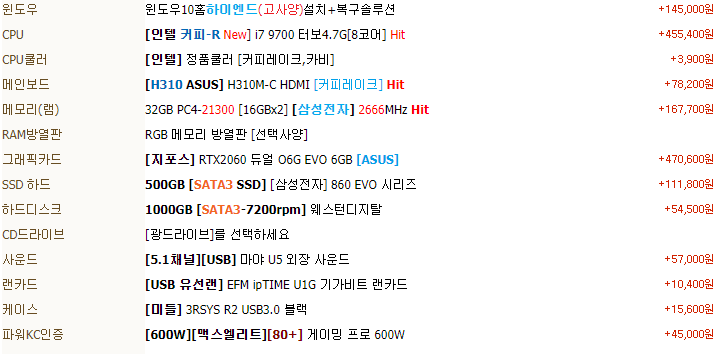 윈도우 윈도우10홈하이엔드(고사양)설치+복구솔루션 +145,000원
CPU [인텔 커피-R New] i7 9700 터보4.7G[8코어] Hit +455,400원
CPU쿨러 [인텔] 정품쿨러 [커피레이크,카비] +3,900원
메인보드 [H310 ASUS] H310M-C HDMI [커피레이크] Hit +78,200원
메모리(램) 32GB PC4-21300 [16GBx2] [삼성전자] 2666MHz Hit +167,700원
RAM방열판 RGB 메모리 방열판 [선택사양]
그래픽카드 [지포스] RTX2060 듀얼 O6G EVO 6GB [ASUS] +470,600원
SSD 하드 500GB [SATA3 SSD] [삼성전자] 860 EVO 시리즈 +111,800원
하드디스크 1000GB [SATA3-7200rpm] 웨스턴디지탈 +54,500원
CD드라이브 [광드라이브]를 선택하세요
사운드 [5.1채널][USB] 마야 U5 외장 사운드 +57,000원
랜카드 [USB 유선랜] EFM ipTIME U1G 기가비트 랜카드 +10,400원
케이스 [미들] 3RSYS R2 USB3.0 블랙 +15,600원
파워KC인증 [600W][맥스엘리트][80+] 게이밍 프로 600W +45,000원